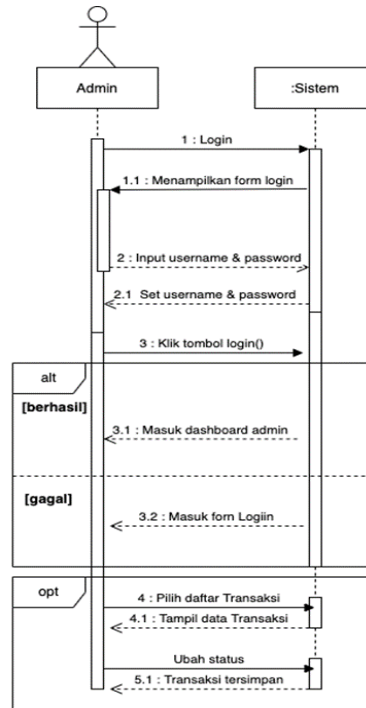 Admin
:Sistem
1 : Login
1.1 : Menampilkan form login
2 : Input username & password
2.1 Set username & password
3 : Klik tombol login()
alt
[berhasil]
3.1 : Masuk dashboard admin
[gagal]
3.2 : Masuk forn Logiin
opt
4 : Pilih daftar Transaksi
4.1 : Tampil data Transaksi
Ubah status
5.1 : Transaksi tersimpan